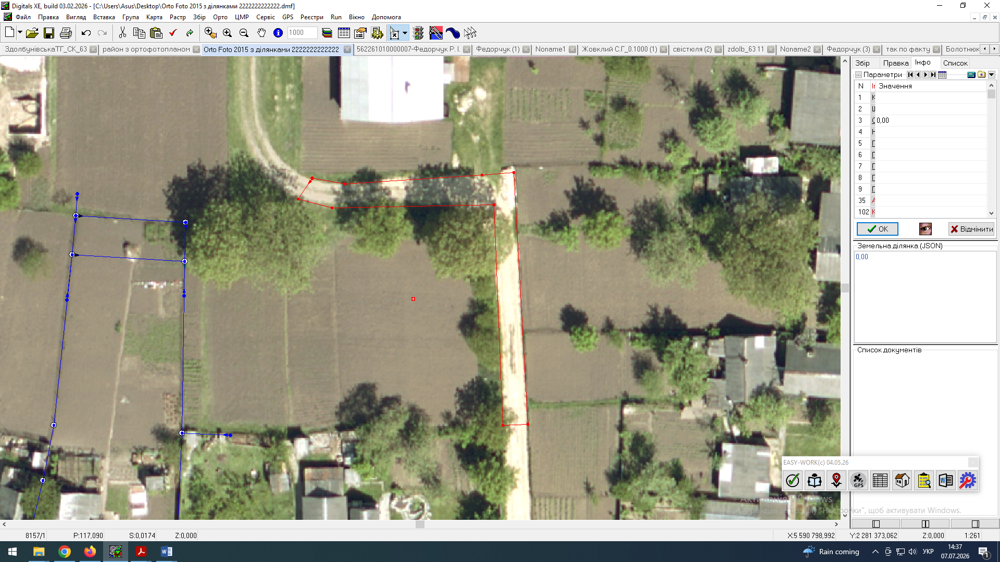 Digitals XE, build 03.02.2026 - [C:\Users\Asus\Desktop\Orto Foto 2015 з ділянками 2222222222222.dmf]
Файл Правка Вигляд Вставка Група Карта Растр Збір Орто ЦМР Сервіс GPS Реєстри Run Вікно Допомога
1000
ЗдолбунівськаТГ_СК_63 район з ортофотопланом Orto Foto 2015 з ділянками 2222222222222 562261010000007-Федорчук Р. І. Федорчук (1) Noname1 Жовклий С.Г_0.1000 (1) свістюля (2) zdolb_63 11 Noname2 Федорчук (3) так по факту Болотнюк
Збір Правка Інфо Список
Параметри
N Значення
1
2
3 0,00
4
5
6
7
8
9
35
102
OK Відмінити
Земельна ділянка (JSON)
0,00
Список документів
EASY-WORK(c) 04.05.26
GPS
Активація Windows
"Настройки", щоб активувати Windows.
8157/1 P:117,090 S:0,0174 Z:0,000 X:5 590 798,992 Y:2 281 373,062 Z:0,000 1:261
Rain coming УКР 14:37
07.07.2026
1